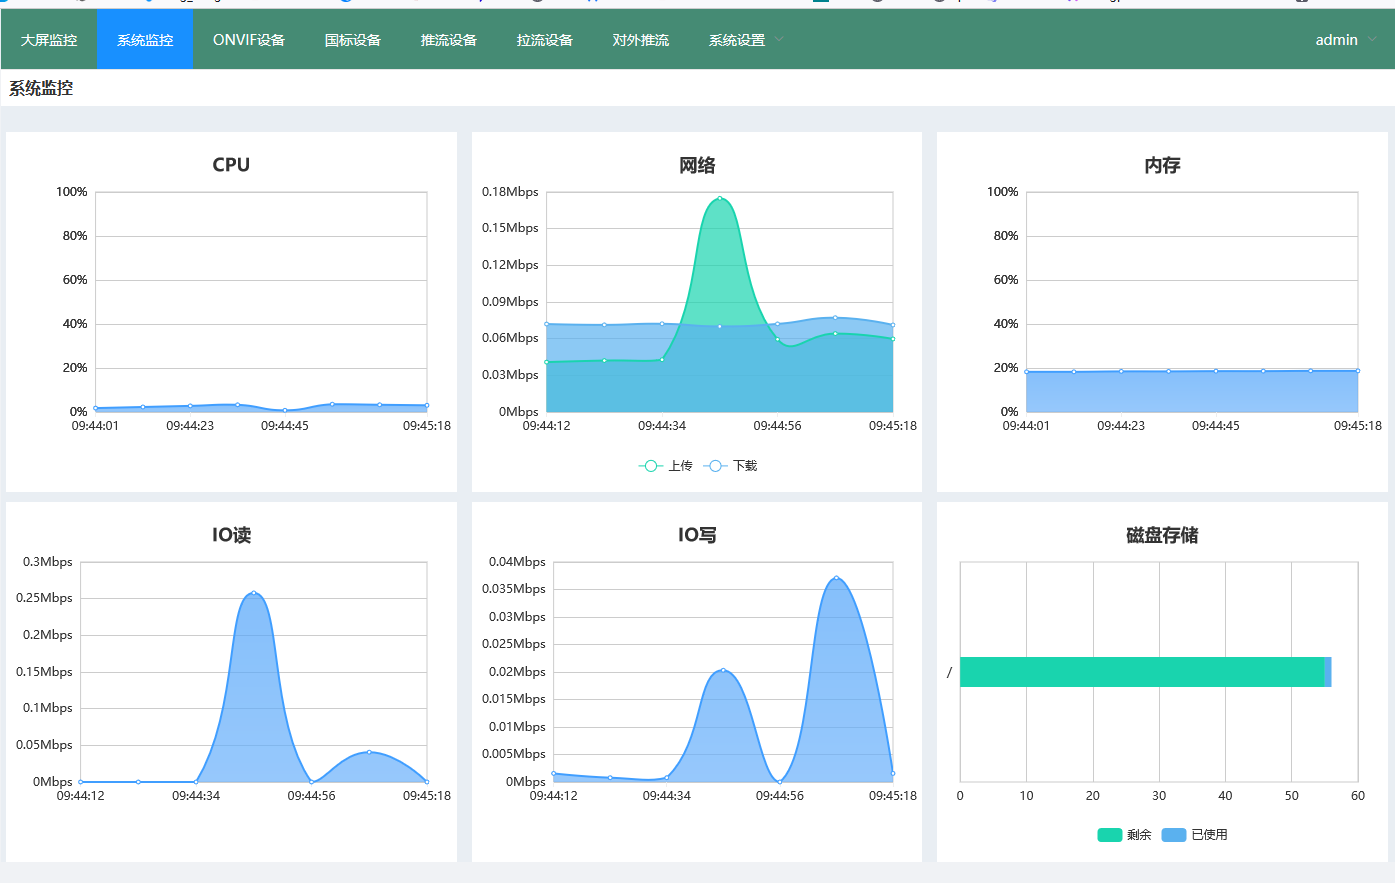 大屏监控 系统监控 ONVIF设备 国标设备 推流设备 拉流设备 对外推流 系统设置 admin
系统监控
CPU
100%
80%
60%
40%
20%
0%
09:44:01 09:44:23 09:44:45 09:45:18
网络
0.18Mbps
0.15Mbps
0.12Mbps
0.09Mbps
0.06Mbps
0.03Mbps
0Mbps
09:44:12 09:44:34 09:44:56 09:45:18
上传 下载
内存
100%
80%
60%
40%
20%
0%
09:44:01 09:44:23 09:44:45 09:45:18
IO读
0.3Mbps
0.25Mbps
0.2Mbps
0.15Mbps
0.1Mbps
0.05Mbps
0Mbps
09:44:12 09:44:34 09:44:56 09:45:18
IO写
0.04Mbps
0.035Mbps
0.03Mbps
0.025Mbps
0.02Mbps
0.015Mbps
0.01Mbps
0.005Mbps
0Mbps
09:44:12 09:44:34 09:44:56 09:45:18
磁盘存储
/
0 10 20 30 40 50 60
剩余 已使用